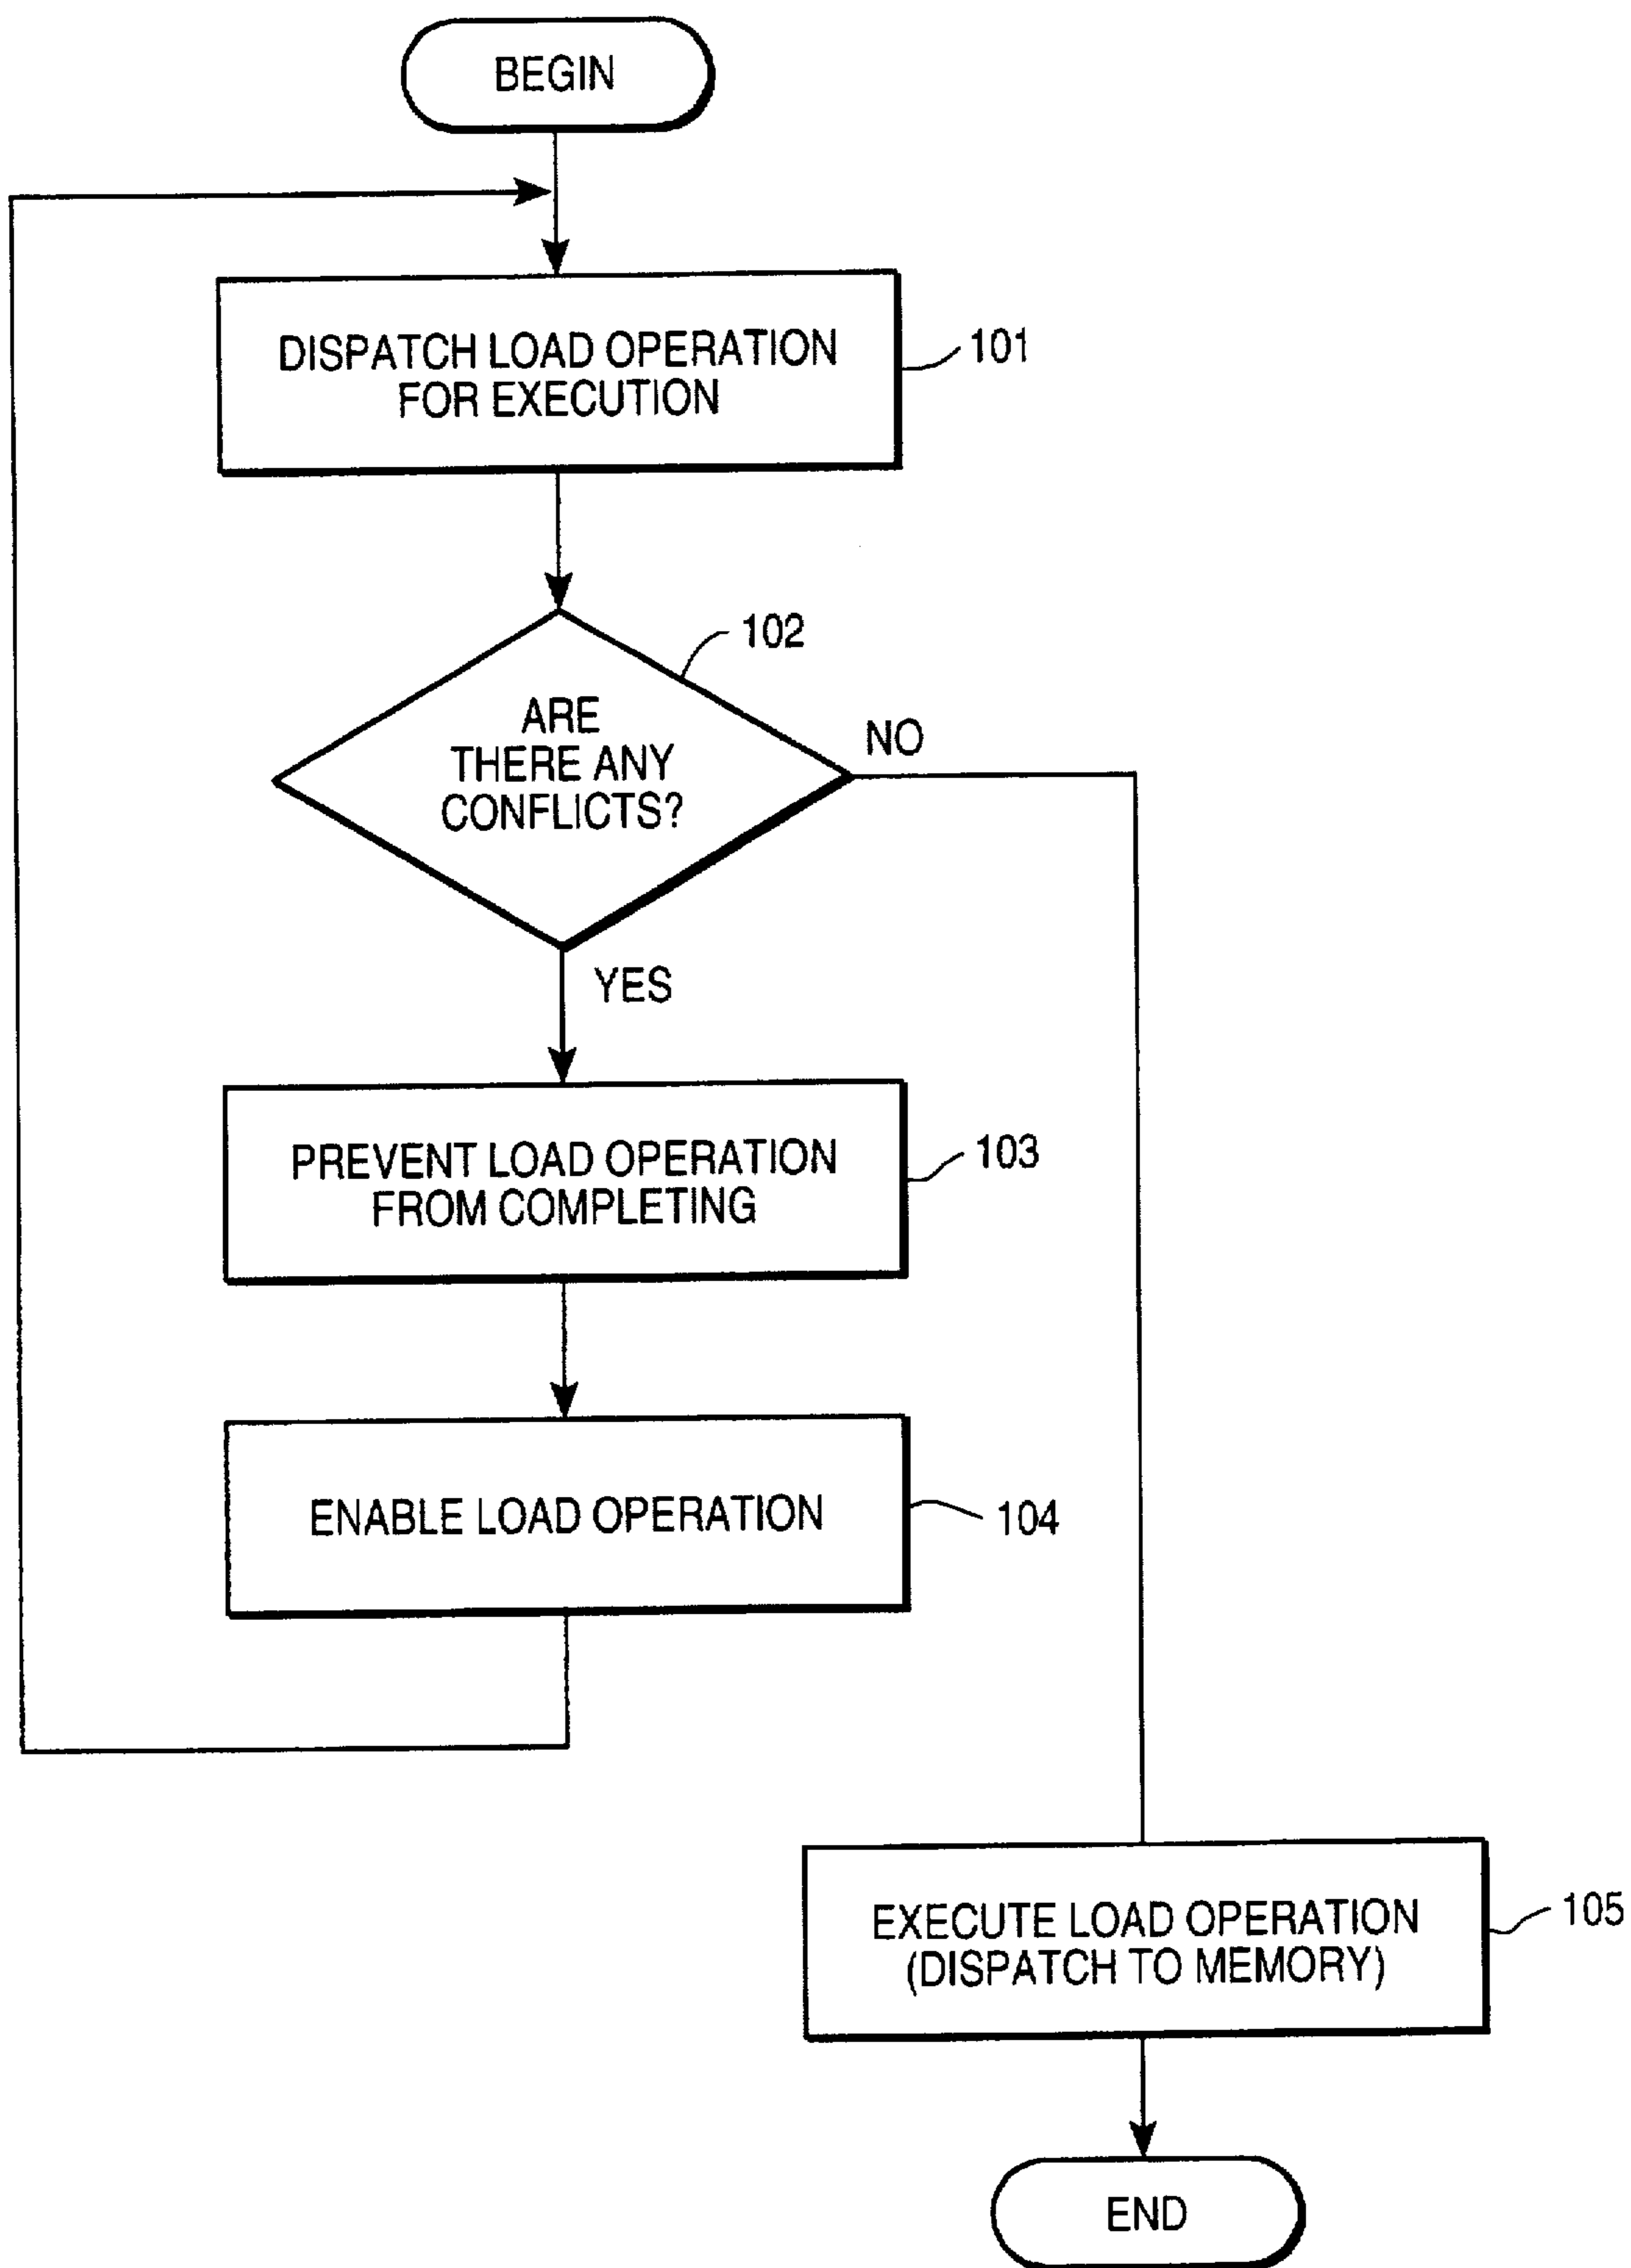 BEGIN
DISPATCH LOAD OPERATION
FOR EXECUTION
101
102
ARE
THERE ANY
CONFLICTS?
NO
YES
PREVENT LOAD OPERATION
FROM COMPLETING
103
ENABLE LOAD OPERATION
104
EXECUTE LOAD OPERATION
(DISPATCH TO MEMORY)
105
END